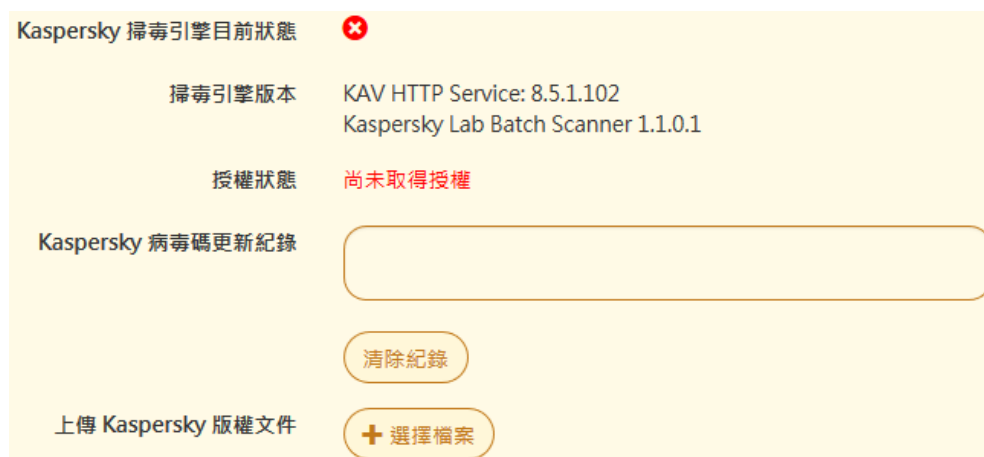 Kaspersky 掃毒引擎目前狀態
掃毒引擎版本 KAV HTTP Service: 8.5.1.102
Kaspersky Lab Batch Scanner 1.1.0.1
授權狀態 尚未取得授權
Kaspersky 病毒碼更新紀錄
清除紀錄
上傳 Kaspersky 版權文件 + 選擇檔案